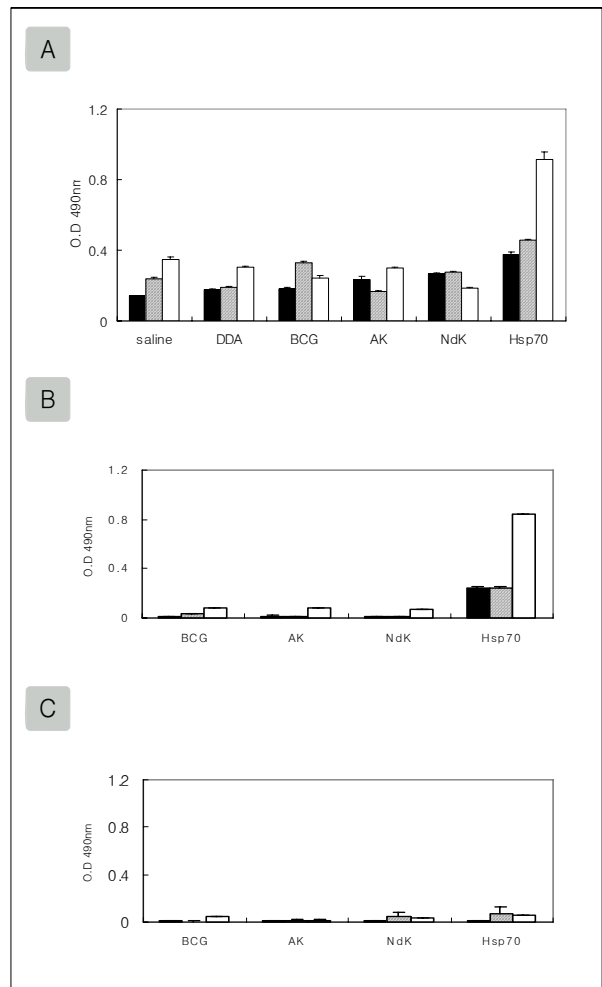 A
1.2
0.8
0.4
0
O.D 490nm
saline DDA BCG AK NdK Hsp70
B
1.2
0.8
0.4
0
O.D 490nm
BCG AK NdK Hsp70
C
1.2
0.8
0.4
0
O.D 490nm
BCG AK NdK Hsp70